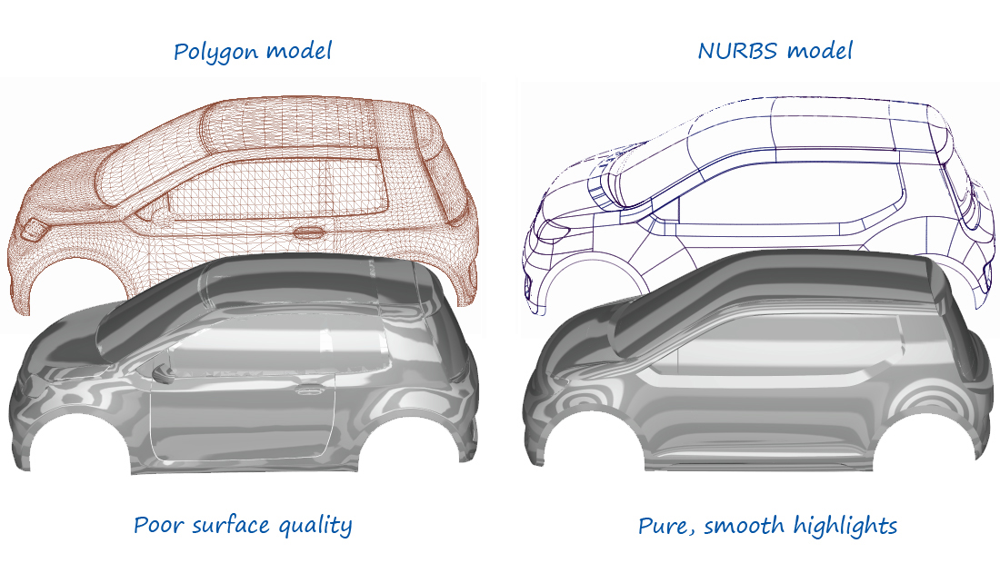 Polygon model
NURBS model
Poor surface quality
Pure, smooth highlights